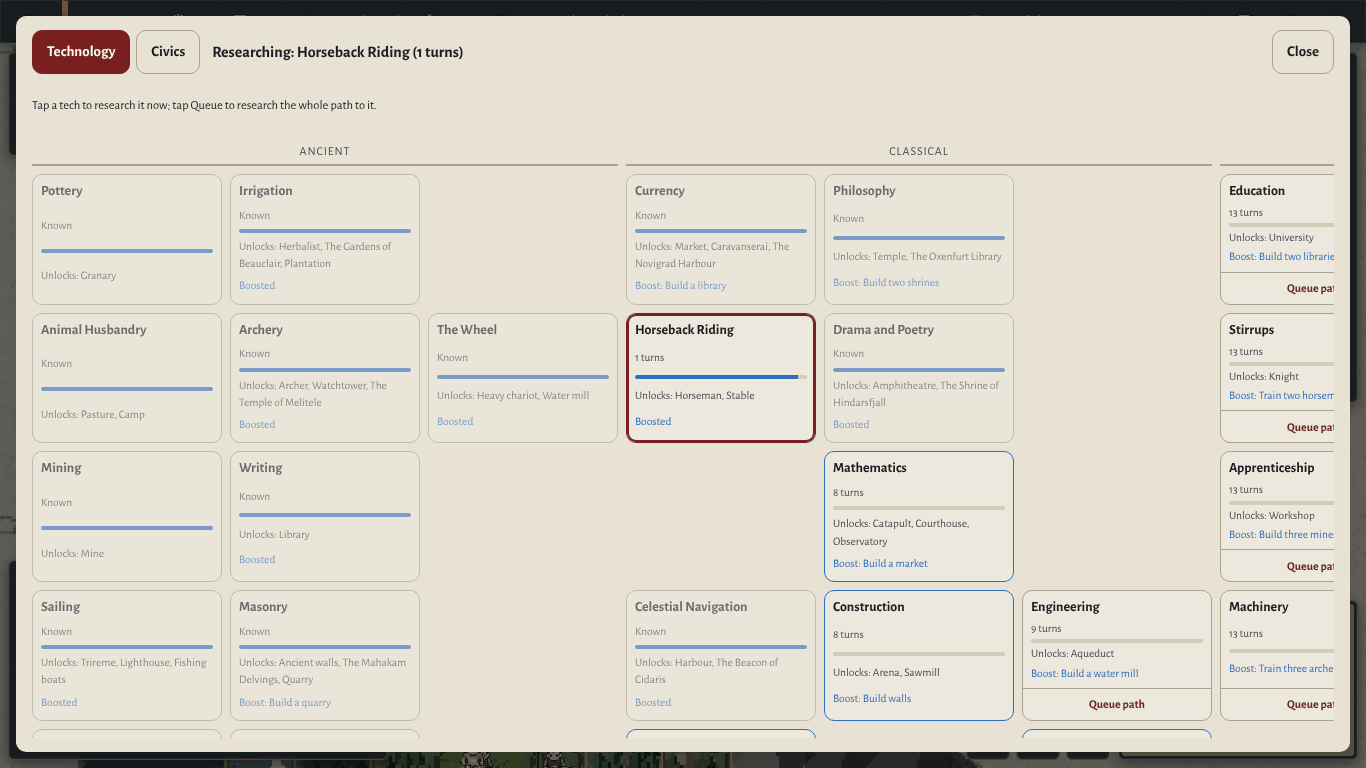 Technology
Civics
Researching: Horseback Riding (1 turns)
Close
Tap a tech to research it now; tap Queue to research the whole path to it.
ANCIENT
CLASSICAL
Pottery
Known
Unlocks: Granary
Irrigation
Known
Unlocks: Herbalist, The Gardens of
Beauclair, Plantation
Boosted
Currency
Known
Unlocks: Market, Caravanserai, The
Novigrad Harbour
Boost: Build a library
Philosophy
Known
Unlocks: Temple, The Oxenfurt Library
Boost: Build two shrines
Education
13 turns
Unlocks: University
Boost: Build two librarie
Queue pat
Animal Husbandry
Known
Unlocks: Pasture, Camp
Archery
Known
Unlocks: Archer, Watchtower, The
Temple of Melitele
Boosted
The Wheel
Known
Unlocks: Heavy chariot, Water mill
Boosted
Horseback Riding
1 turns
Unlocks: Horseman, Stable
Boosted
Drama and Poetry
Known
Unlocks: Amphitheatre, The Shrine of
Hindarsfjall
Boosted
Stirrups
13 turns
Unlocks: Knight
Boost: Train two horsem
Queue pat
Mining
Known
Unlocks: Mine
Writing
Known
Unlocks: Library
Boosted
Mathematics
8 turns
Unlocks: Catapult, Courthouse,
Observatory
Boost: Build a market
Apprenticeship
13 turns
Unlocks: Workshop
Boost: Build three mine
Queue pat
Sailing
Known
Unlocks: Trireme, Lighthouse, Fishing
boats
Boosted
Masonry
Known
Unlocks: Ancient walls, The Mahakam
Delvings, Quarry
Boost: Build a quarry
Celestial Navigation
Known
Unlocks: Harbour, The Beacon of
Cidaris
Boosted
Construction
8 turns
Unlocks: Arena, Sawmill
Boost: Build walls
Engineering
9 turns
Unlocks: Aqueduct
Boost: Build a water mill
Queue path
Machinery
13 turns
Boost: Train three arche
Queue pat